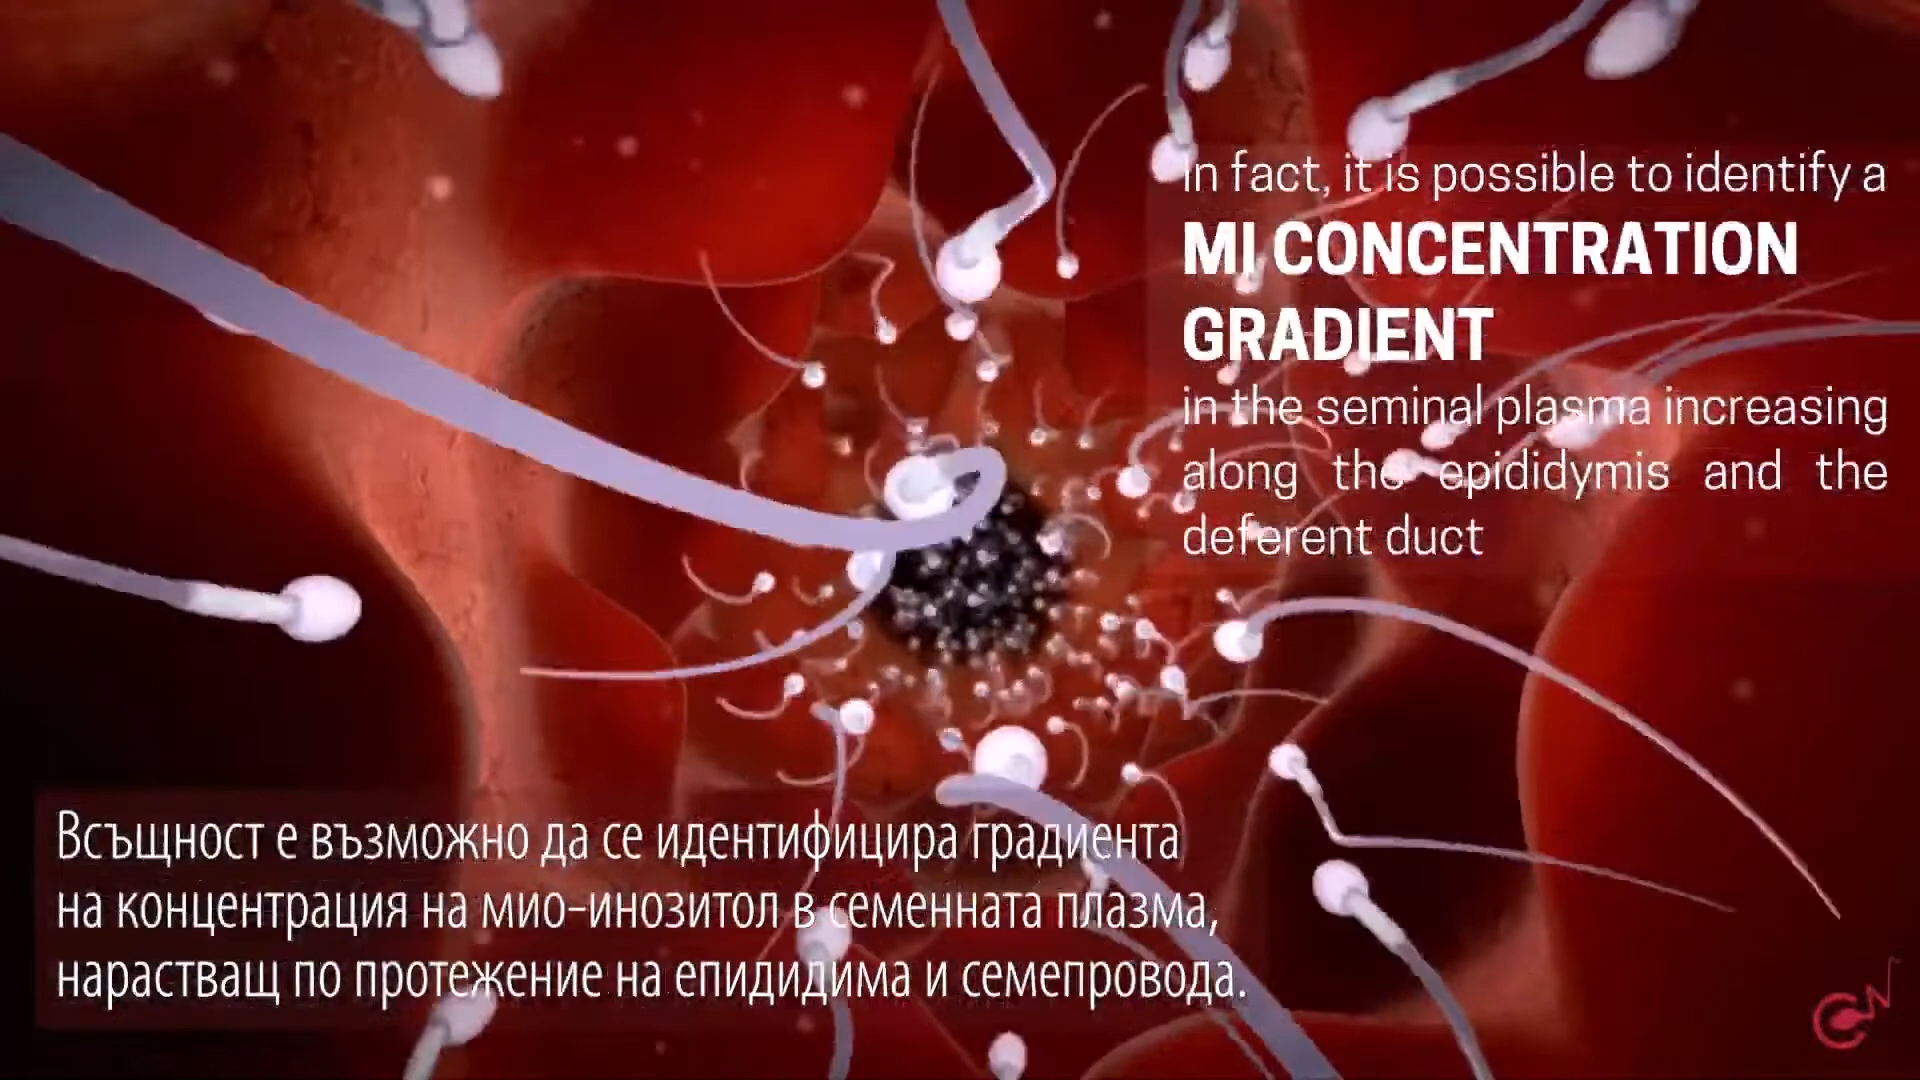 In fact, it is possible to identify a
MI CONCENTRATION
GRADIENT
in the seminal plasma increasing
along the epididymis and the
deferent duct
Всъщност е възможно да се идентифицира градиента
на концентрация на мио-инозитол в семенната плазма,
нарастващ по протежение на епидидима и семепровода.